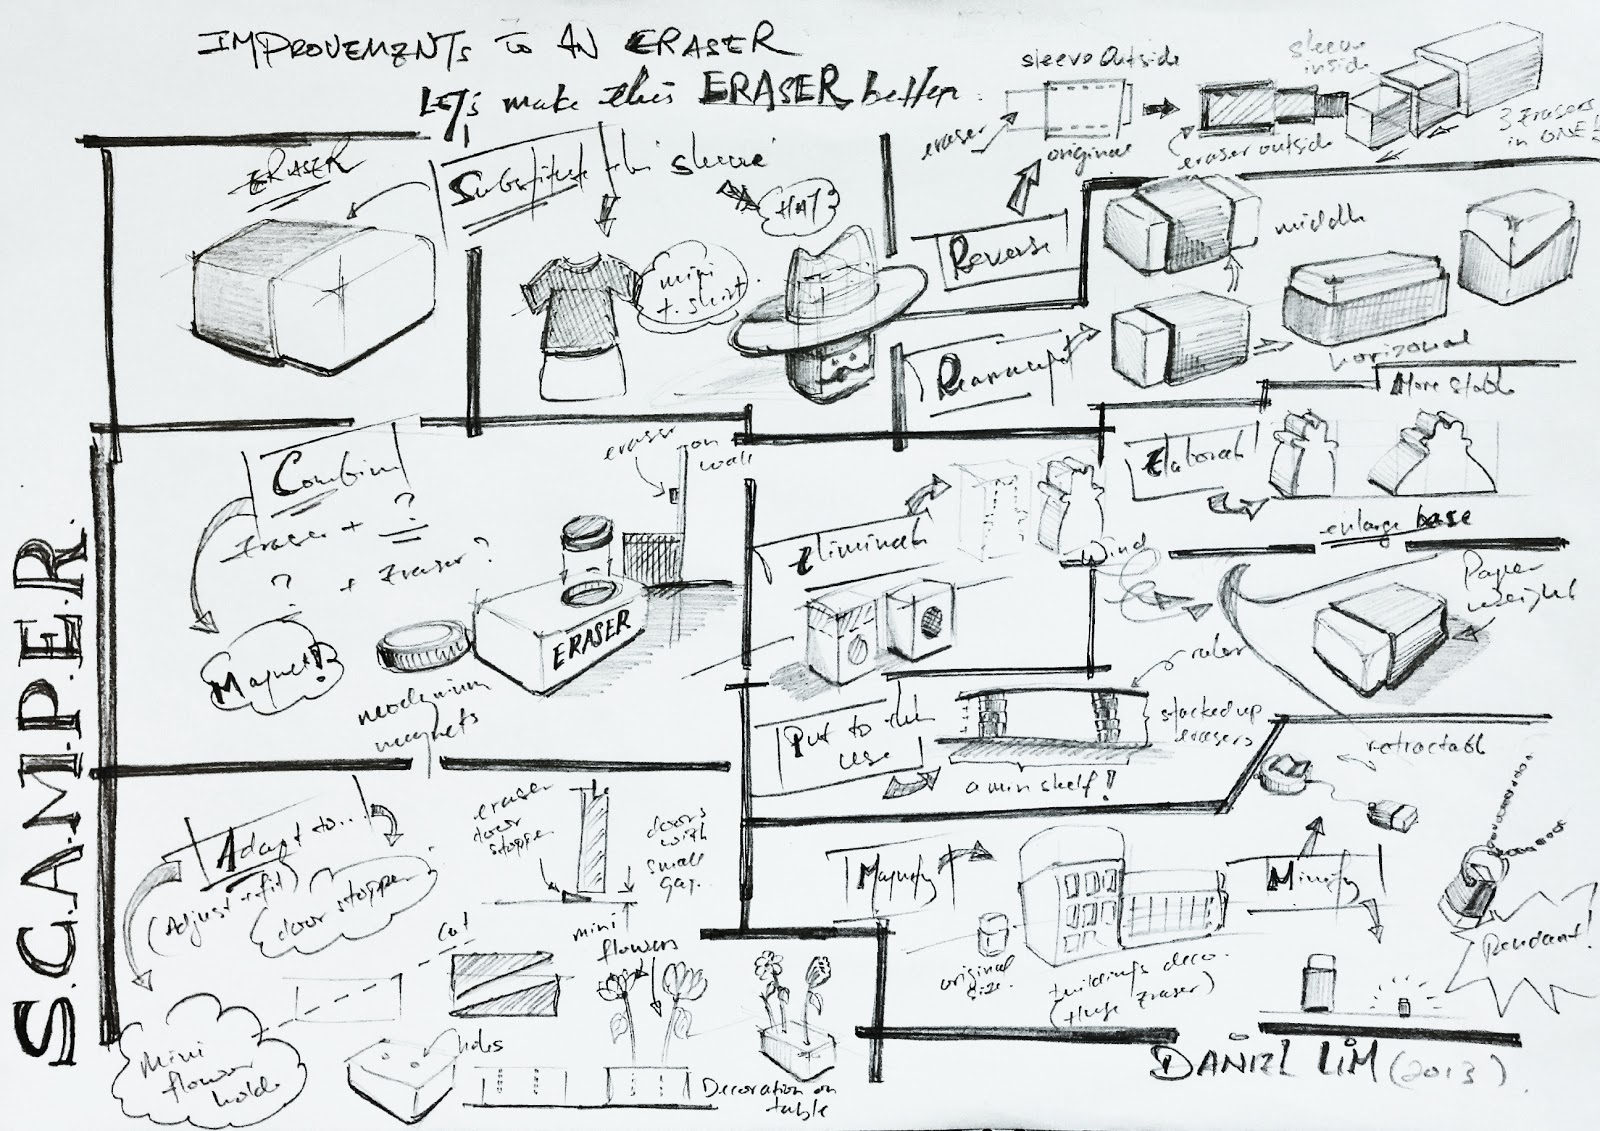 IMPROVEMENTS TO AN ERASER
LET's make this ERASER better.
S.C.A.M.P.E.R.
ERASER
Substitute the 'sleeve'
HAT
mini
t.shirt.
sleeve outside
eraser
original
sleeve
inside
eraser outside
3 Erasers
in ONE!
Reverse
middle
Rearrange
horizontal
Combine
Eraser + ?
? + Eraser?
Magnet!
neodymium
magnets
ERASER
eraser
on
wall
Eliminate
Elaborate
More stable
enlarge base
Wind
Paper
weight
Put to other
use
ruler
stacked up
erasers
a mini shelf!
Adapt to...
(Adjust-fit)
door stopper
eraser
door
stopper
doors
with
small
gap.
cut
mini
flowers
mini
flower
holder
holes
Decoration on
table
Magnify
original
size.
buildings deco.
(Huge Eraser)
Minify
retractable
Pendant!
DANIEL LIM (2013).